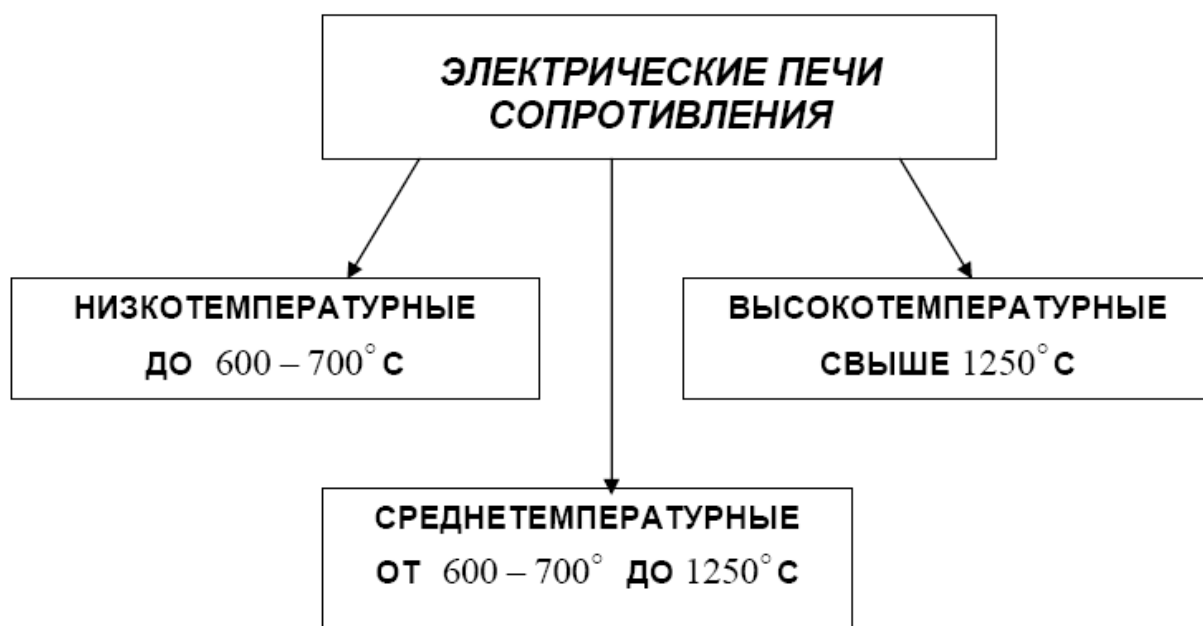 ЭЛЕКТРИЧЕСКИЕ ПЕЧИ
СОПРОТИВЛЕНИЯ
НИЗКОТЕМПЕРАТУРНЫЕ
ДО 600 – 700° С
ВЫСОКОТЕМПЕРАТУРНЫЕ
СВЫШЕ 1250° С
СРЕДНЕТЕМПЕРАТУРНЫЕ
ОТ 600 – 700° ДО 1250° С